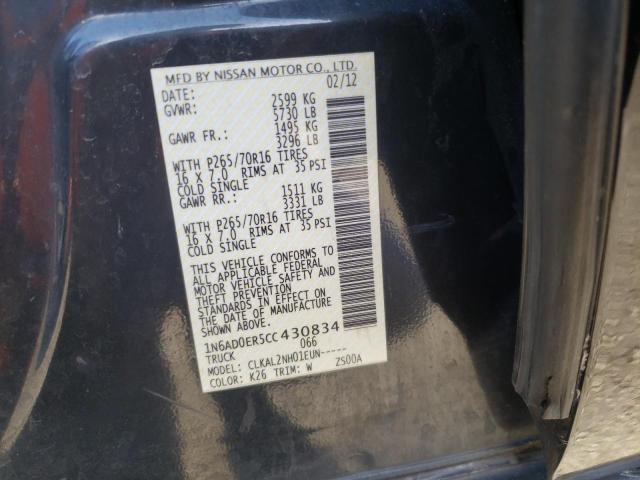 MFD BY NISSAN MOTOR CO., LTD.
DATE: 02/12
GVWR: 2599 KG
5730 LB
GAWR FR.: 1495 KG
3296 LB
WITH P265/70R16 TIRES
16 X 7.0 RIMS AT 35 PSI
COLD SINGLE
GAWR RR.: 1511 KG
3331 LB
WITH P265/70R16 TIRES
16 X 7.0 RIMS AT 35 PSI
COLD SINGLE
THIS VEHICLE CONFORMS TO
ALL APPLICABLE FEDERAL
MOTOR VEHICLE SAFETY AND
THEFT PREVENTION
STANDARDS IN EFFECT ON
THE DATE OF MANUFACTURE
SHOWN ABOVE.
1N6AD0ER5CC430834
TRUCK 066
MODEL: CLKAL2NH01EUN-----
COLOR: K26 TRIM: W ZS00A